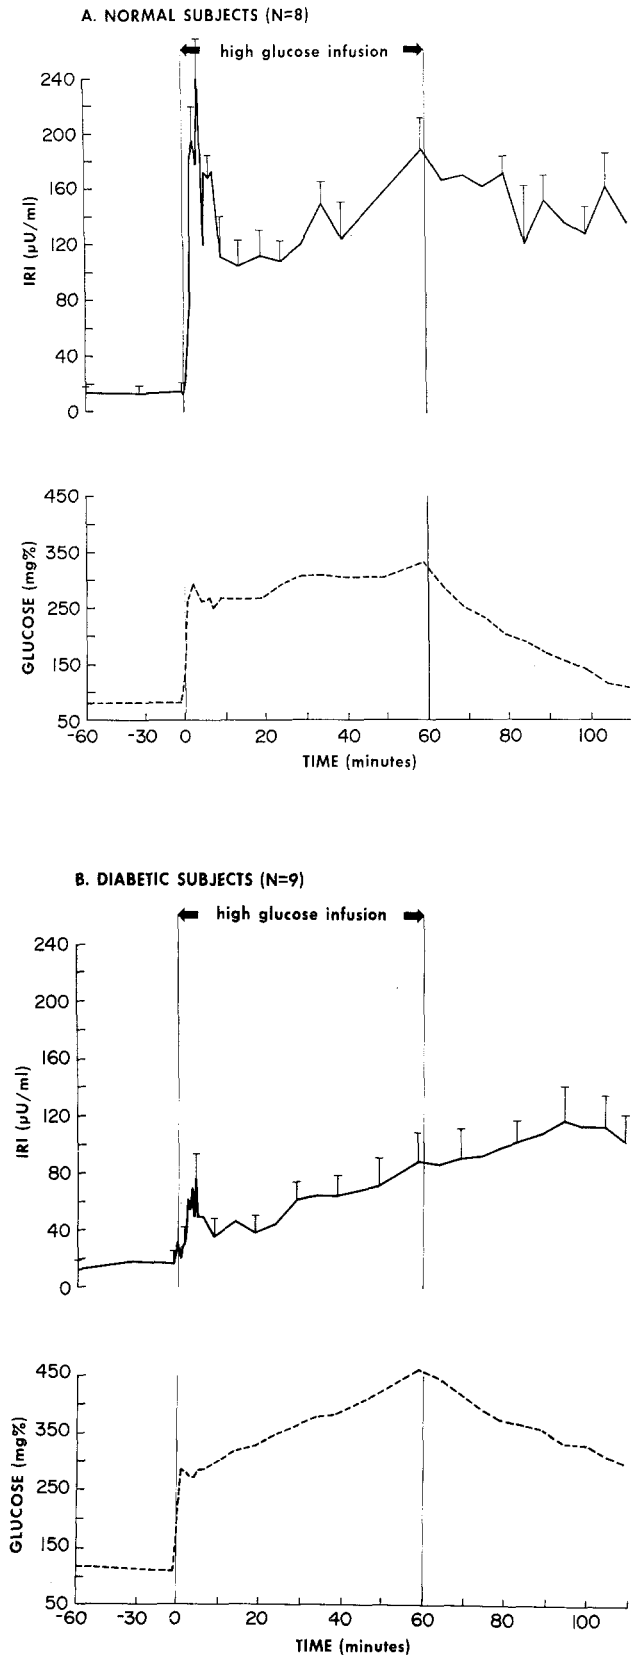 A. NORMAL SUBJECTS (N=8)
high glucose infusion
IRI (μU/ml)
240
200
160
120
80
40
0
GLUCOSE (mg%)
450
350
250
150
50
-60 -30 0 20 40 60 80 100
TIME (minutes)
B. DIABETIC SUBJECTS (N=9)
high glucose infusion
IRI (μU/ml)
240
200
160
120
80
40
0
GLUCOSE (mg%)
450
350
250
150
50
-60 -30 0 20 40 60 80 100
TIME (minutes)